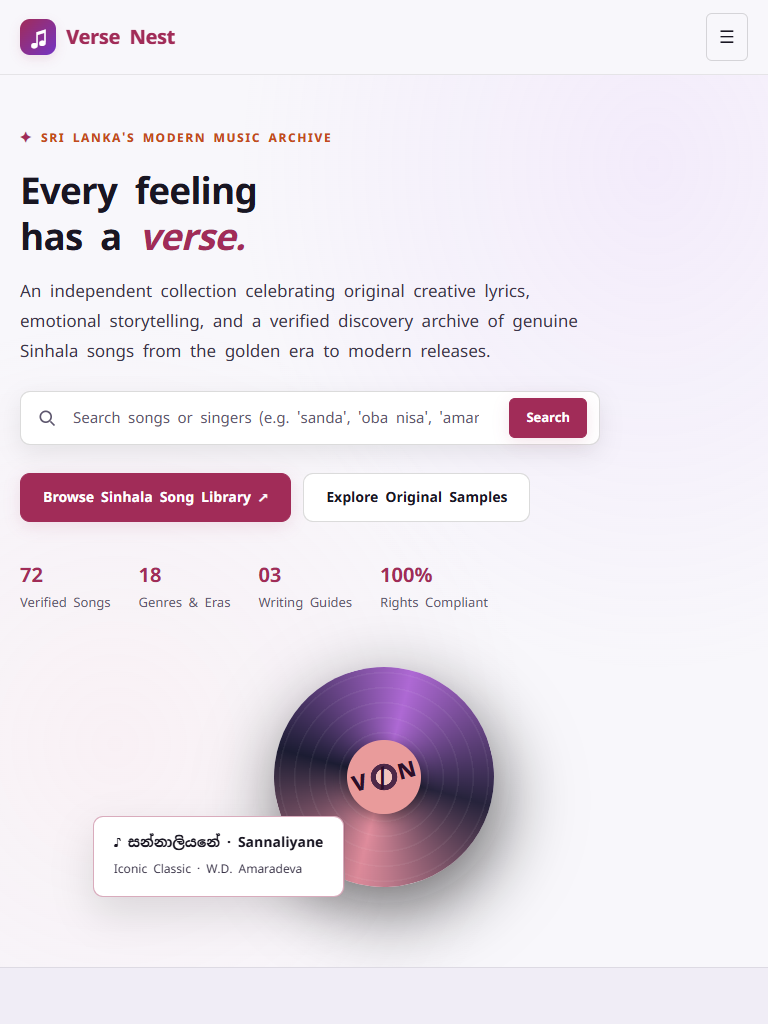 Verse Nest
☰
✦ SRI LANKA'S MODERN MUSIC ARCHIVE
Every feeling
has a verse.
An independent collection celebrating original creative lyrics,
emotional storytelling, and a verified discovery archive of genuine
Sinhala songs from the golden era to modern releases.
Search songs or singers (e.g. 'sanda', 'oba nisa', 'amar
Search
Browse Sinhala Song Library ↗
Explore Original Samples
72
Verified Songs
18
Genres & Eras
03
Writing Guides
100%
Rights Compliant
V N
♪ සන්නාලියනේ · Sannaliyane
Iconic Classic · W.D. Amaradeva